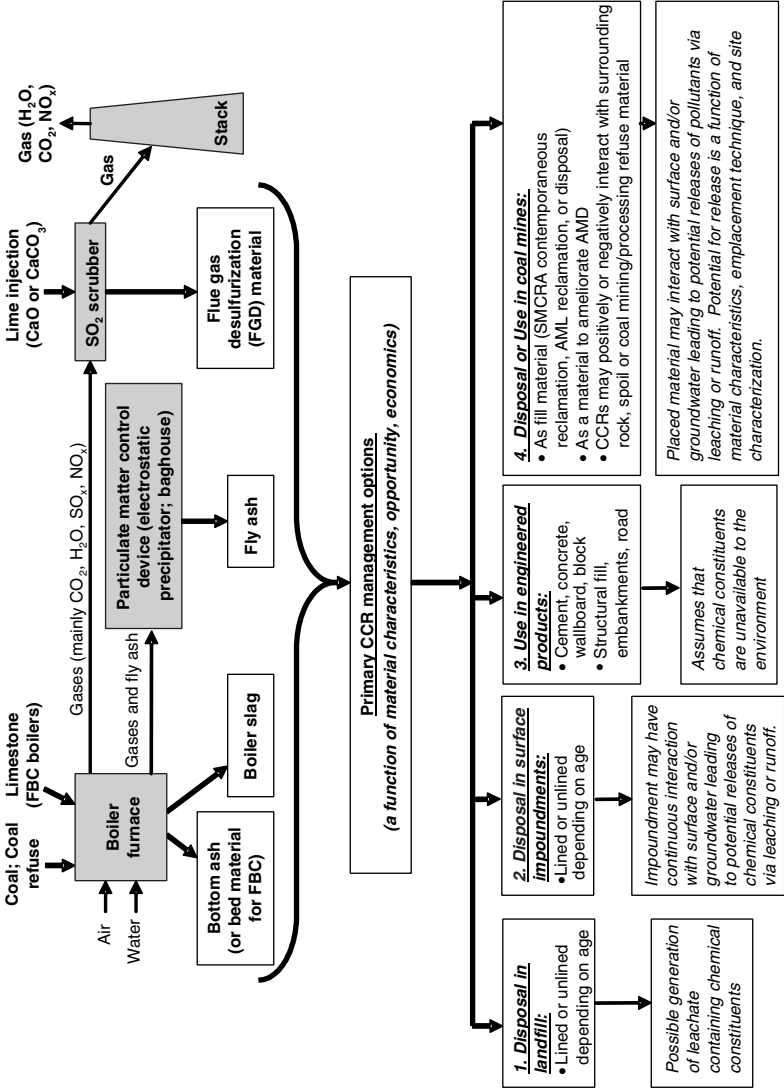 Coal; Coal
refuse
Limestone
(FBC boilers)
Air
Water
Boiler
furnace
Gases (mainly CO2, H2O, SOx, NOx)
Gases and fly ash
Particulate matter control
device (electrostatic
precipitator; baghouse)
Lime injection
(CaO or CaCO3)
SO2 scrubber
Gas
Gas (H2O,
CO2, NOx)
Stack
Bottom ash
(or bed material
for FBC)
Boiler slag
Fly ash
Flue gas
desulfurization
(FGD) material
Primary CCR management options
(a function of material characteristics, opportunity, economics)
1. Disposal in
landfill:
• Lined or unlined
depending on age
2. Disposal in surface
impoundments:
•Lined or unlined
depending on age
3. Use in engineered
products:
• Cement, concrete,
wallboard, block
• Structural fill,
embankments, road
4. Disposal or Use in coal mines:
• As fill material (SMCRA contemporaneous
reclamation, AML reclamation, or disposal)
• As a material to ameliorate AMD
• CCRs may positively or negatively interact with surrounding
rock, spoil or coal mining/processing refuse material
Possible generation
of leachate
containing chemical
constituents
Impoundment may have
continuous interaction
with surface and/or
groundwater leading
to potential releases of
chemical constituents
via leaching or runoff.
Assumes that
chemical constituents
are unavailable to the
environment
Placed material may interact with surface and/or
groundwater leading to potential releases of pollutants via
leaching or runoff. Potential for release is a function of
material characteristics, emplacement technique, and site
characterization.